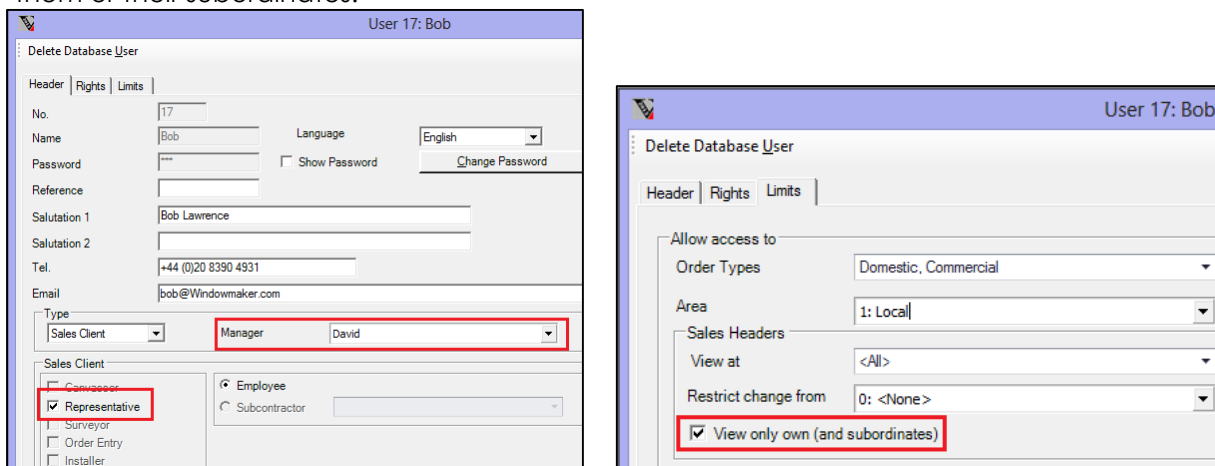 them or their subordinates.
User 17: Bob
Delete Database User
Header Rights Limits
No. 17
Name Bob Language English
Password *** Show Password Change Password
Reference
Salutation 1 Bob Lawrence
Salutation 2
Tel. +44 (0)20 8390 4931
Email bob@Windowmaker.com
Type
Sales Client Manager David
Sales Client
Canvasser Employee
Representative Subcontractor
Surveyor
Order Entry
Installer
User 17: Bob
Delete Database User
Header Rights Limits
Allow access to
Order Types Domestic, Commercial
Area 1: Local
Sales Headers
View at <All>
Restrict change from 0: <None>
View only own (and subordinates)